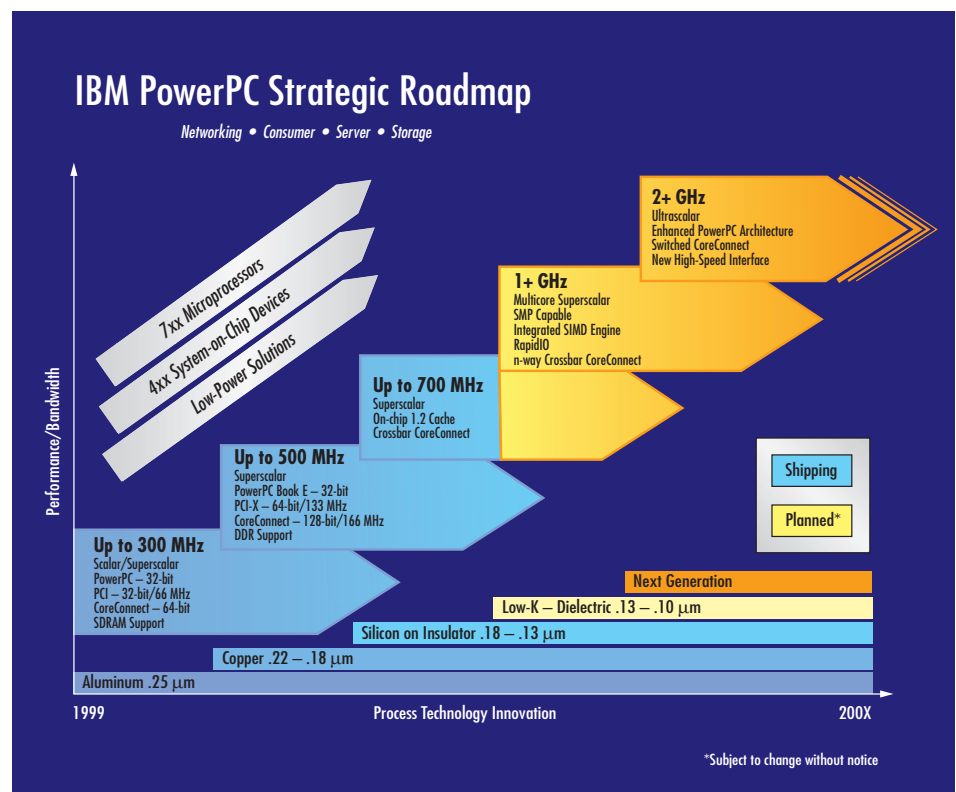 IBM PowerPC Strategic Roadmap
Networking • Consumer • Server • Storage
2+ GHz
Ultrascalar
Enhanced PowerPC Architecture
Switched CoreConnect
New High-Speed Interface
7xx Microprocessors
4xx System-on-Chip Devices
Low-Power Solutions
1+ GHz
Multicore Superscalar
SMP Capable
Integrated SIMD Engine
RapidIO
n-way Crossbar CoreConnect
Up to 700 MHz
Superscalar
On-chip 1.2 Cache
Crossbar CoreConnect
Performance/Bandwidth
Up to 500 MHz
Superscalar
PowerPC Book E – 32-bit
PCI-X – 64-bit/133 MHz
CoreConnect – 128-bit/166 MHz
DDR Support
Shipping
Planned*
Up to 300 MHz
Scalar/Superscalar
PowerPC – 32-bit
PCI – 32-bit/66 MHz
CoreConnect – 64-bit
SDRAM Support
Next Generation
Low-K – Dielectric .13 – .10 μm
Silicon on Insulator .18 – .13 μm
Copper .22 – .18 μm
Aluminum .25 μm
1999 Process Technology Innovation 200X
*Subject to change without notice